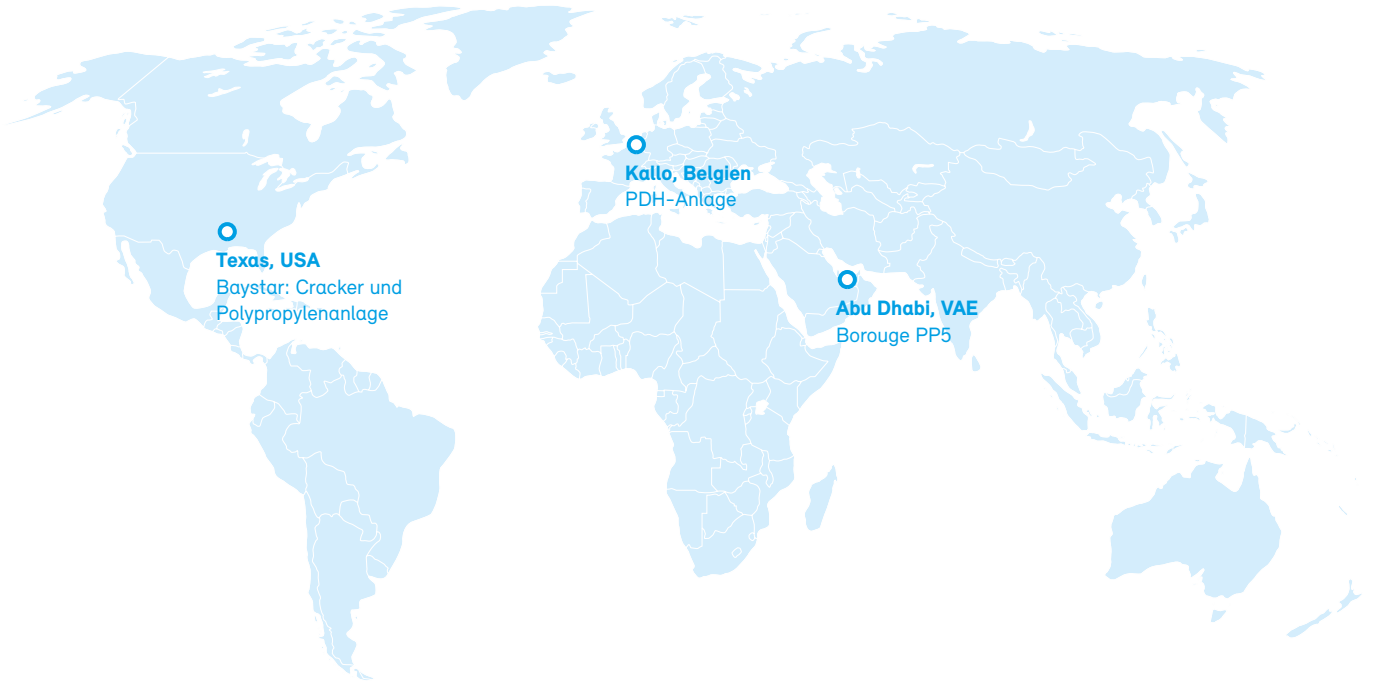 Kallo, Belgien
PDH-Anlage
Texas, USA
Baystar: Cracker und
Polypropylenanlage
Abu Dhabi, VAE
Borouge PP5